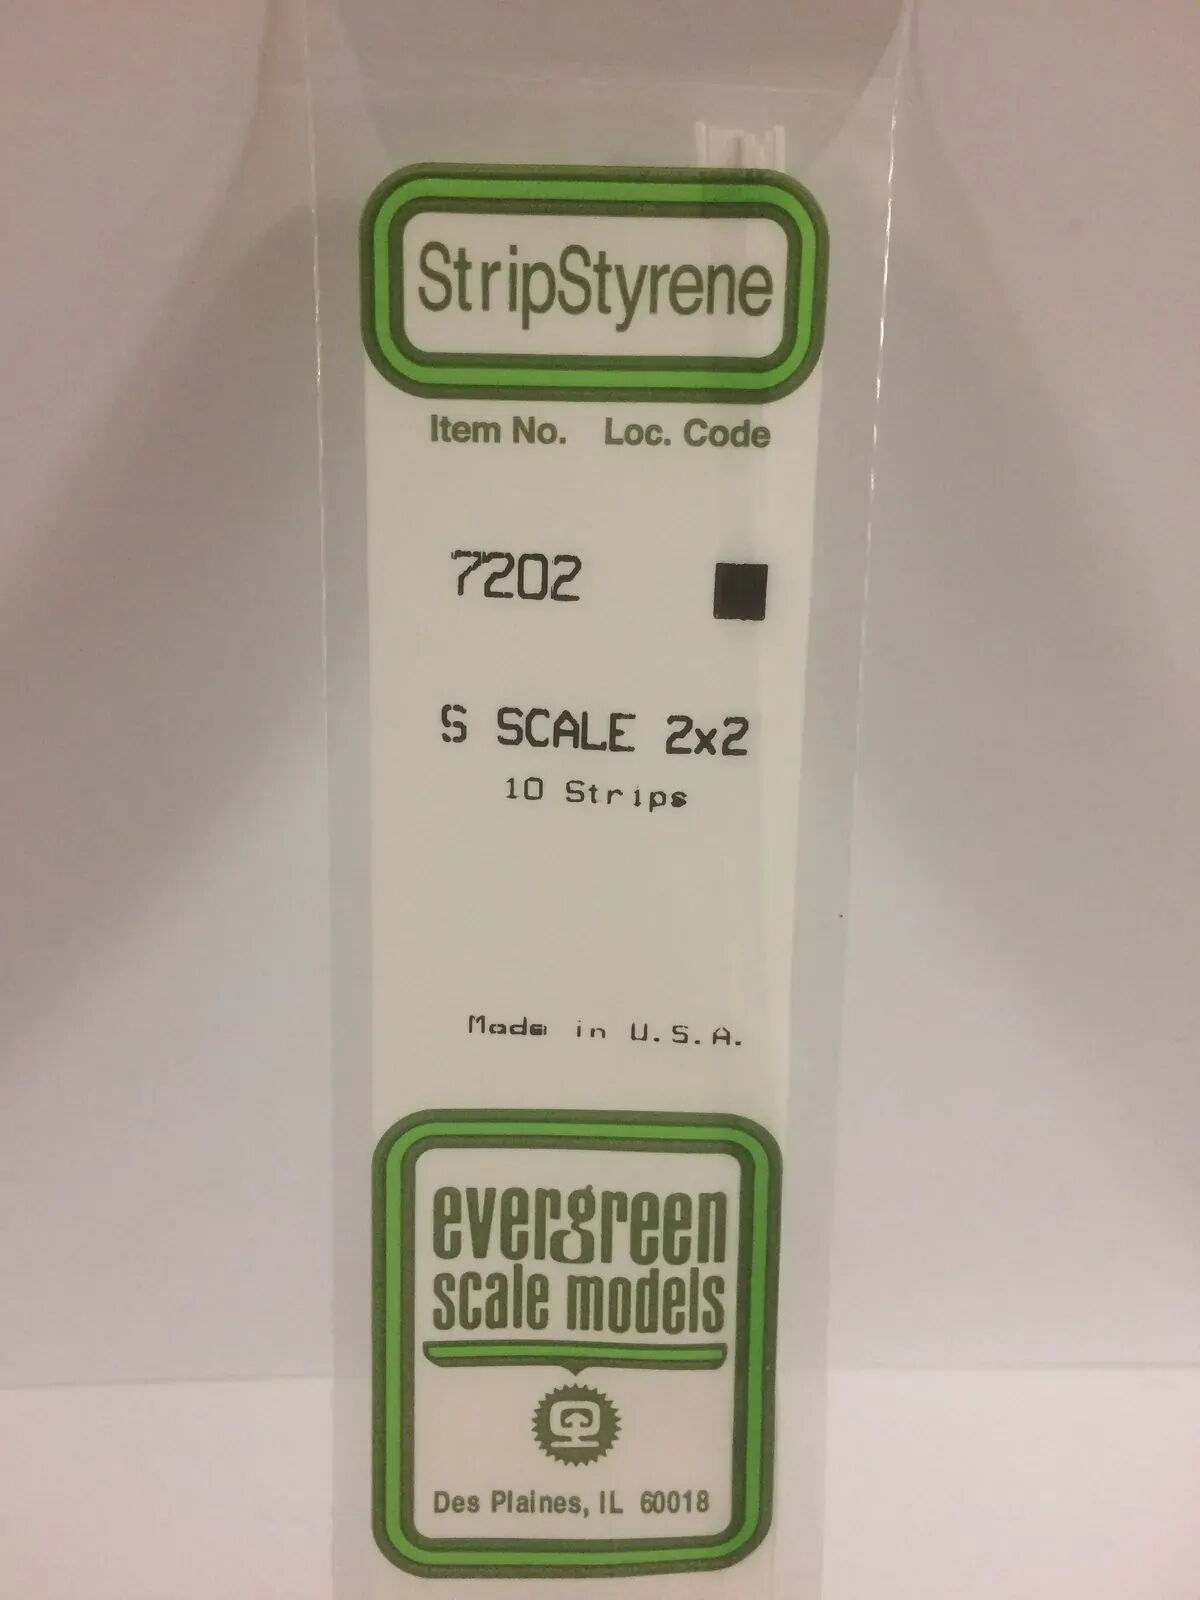 StripStyrene
Item No. Loc. Code
7202
S SCALE 2x2
10 Strips
Made in U.S.A.
evergreen
scale models
Des Plaines, IL 60018